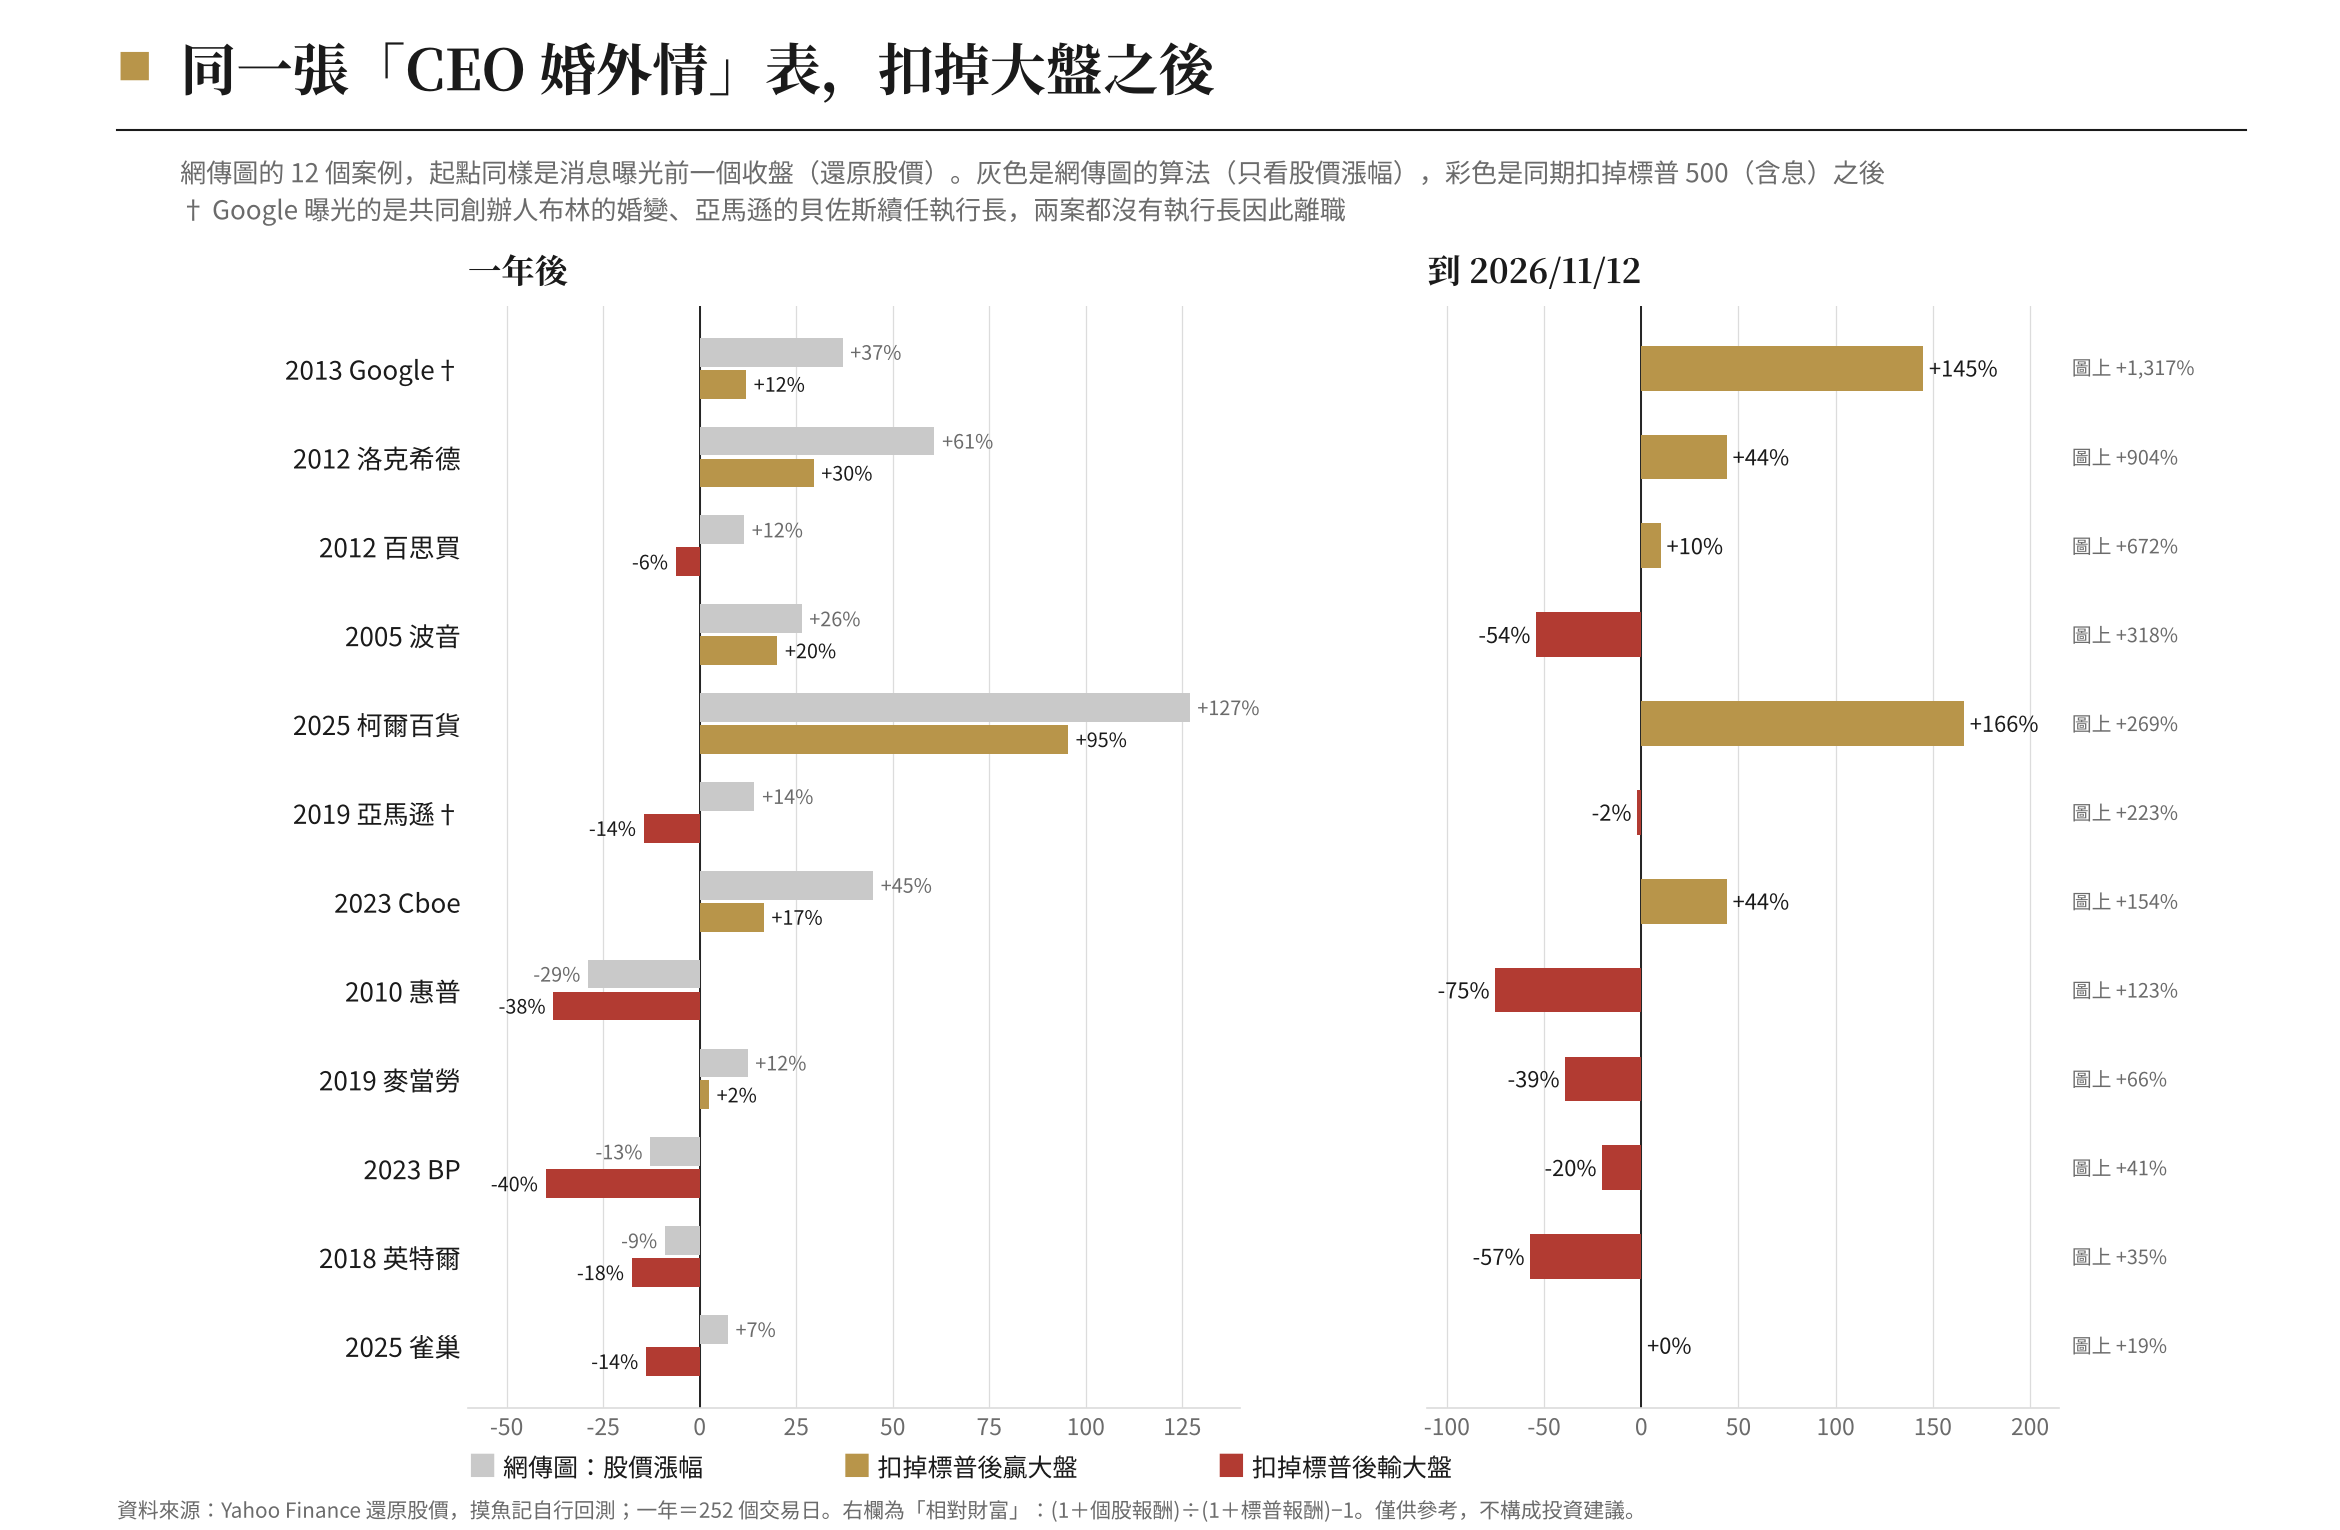 同一張「CEO 婚外情」表，扣掉大盤之後
網傳圖的 12 個案例，起點同樣是消息曝光前一個收盤（還原股價）。灰色是網傳圖的算法（只看股價漲幅），彩色是同期扣掉標普 500（含息）之後
† Google 曝光的是共同創辦人布林的婚變、亞馬遜的貝佐斯續任執行長，兩案都沒有執行長因此離職
一年後
到 2026/11/12
2013 Google † +37% +12% +145% 圖上 +1,317%
2012 洛克希德 +61% +30% +44% 圖上 +904%
2012 百思買 +12% -6% +10% 圖上 +672%
2005 波音 +26% +20% -54% 圖上 +318%
2025 柯爾百貨 +127% +95% +166% 圖上 +269%
2019 亞馬遜 † +14% -14% -2% 圖上 +223%
2023 Cboe +45% +17% +44% 圖上 +154%
2010 惠普 -29% -38% -75% 圖上 +123%
2019 麥當勞 +12% +2% -39% 圖上 +66%
2023 BP -13% -40% -20% 圖上 +41%
2018 英特爾 -9% -18% -57% 圖上 +35%
2025 雀巢 +7% -14% +0% 圖上 +19%
-50 -25 0 25 50 75 100 125
-100 -50 0 50 100 150 200
網傳圖：股價漲幅 扣掉標普後贏大盤 扣掉標普後輸大盤
資料來源：Yahoo Finance 還原股價，摸魚記自行回測；一年＝252 個交易日。右欄為「相對財富」：(1＋個股報酬)÷(1＋標普報酬)−1。僅供參考，不構成投資建議。